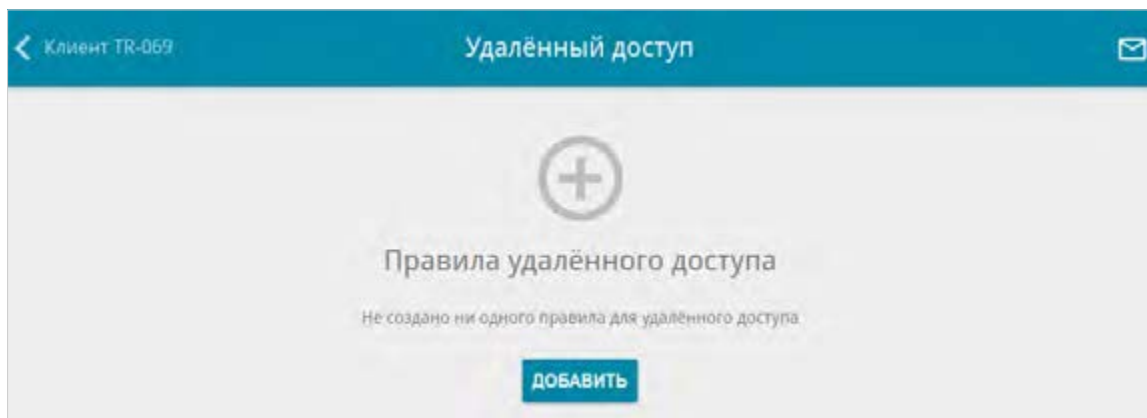 Клиент TR-069
Удалённый доступ
Правила удалённого доступа
Не создано ни одного правила для удалённого доступа
ДОБАВИТЬ